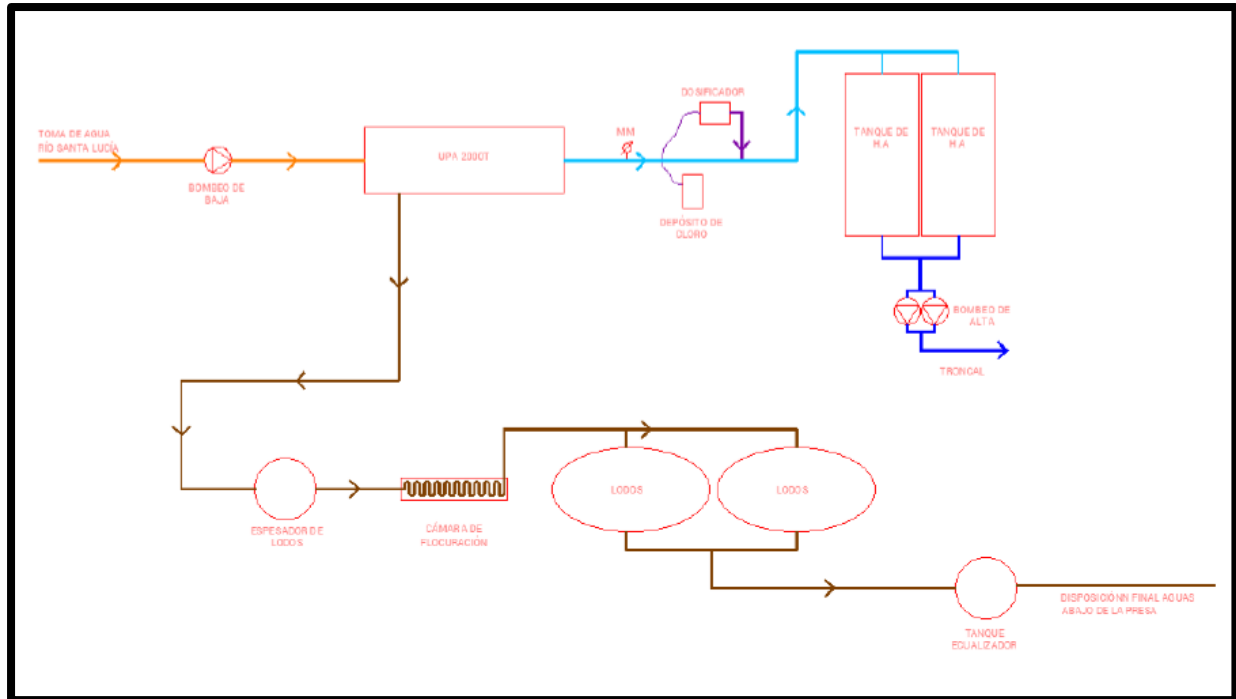 TOMA DE AGUA
RÍO SANTA LUCÍA
BOMBEO DE
BAJA
UPA 2000T
MM
DOSIFICADOR
DEPÓSITO DE
CLORO
TANQUE DE
H.A
TANQUE DE
H.A
BOMBEO DE
ALTA
TRONCAL
ESPESADOR DE
LODOS
CÁMARA DE
FLOCURACIÓN
LODOS
LODOS
TANQUE
ECUALIZADOR
DISPOSICIÓNN FINAL AGUAS
ABAJO DE LA PRESA